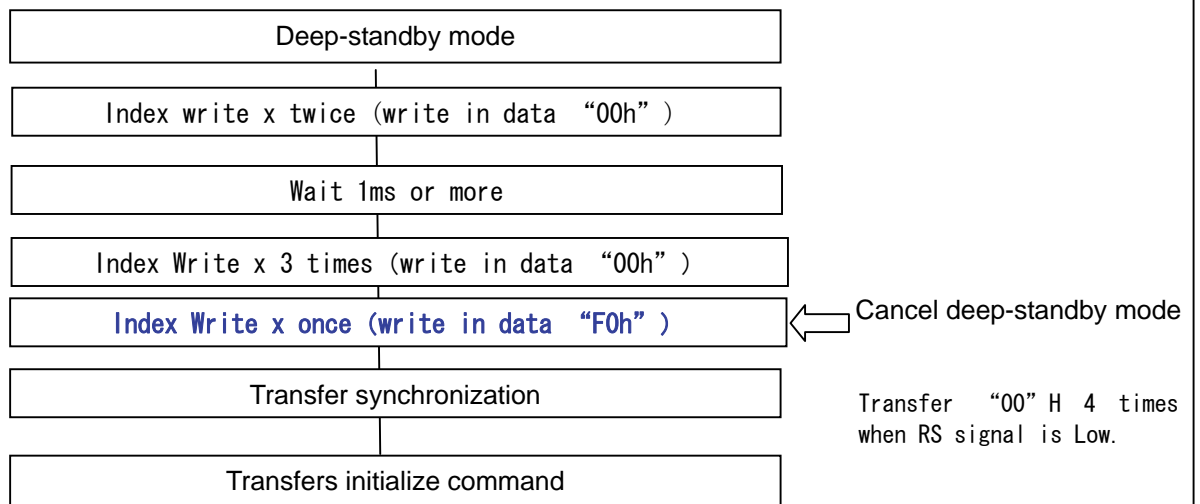 Deep-standby mode
Index write x twice (write in data “00h”)
Wait 1ms or more
Index Write x 3 times (write in data “00h”)
Index Write x once (write in data “F0h”)
Cancel deep-standby mode
Transfer synchronization
Transfer “00”H 4 times
when RS signal is Low.
Transfers initialize command